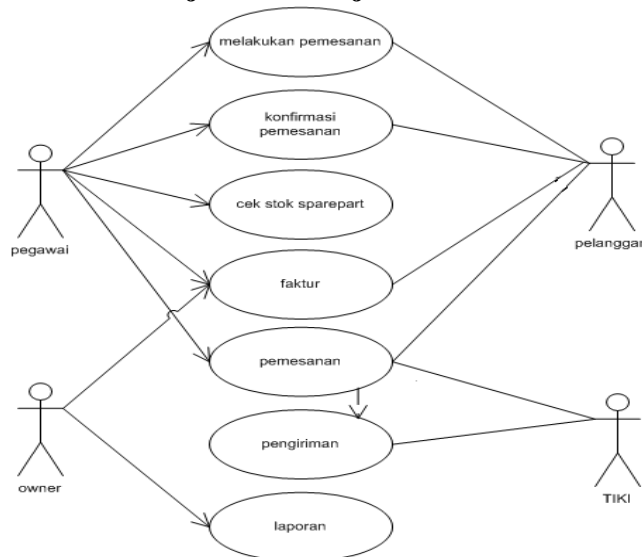 melakukan pemesanan
konfirmasi
pemesanan
cek stok sparepart
pegawai
pelanggan
faktur
pemesanan
pengiriman
owner
TIKI
laporan